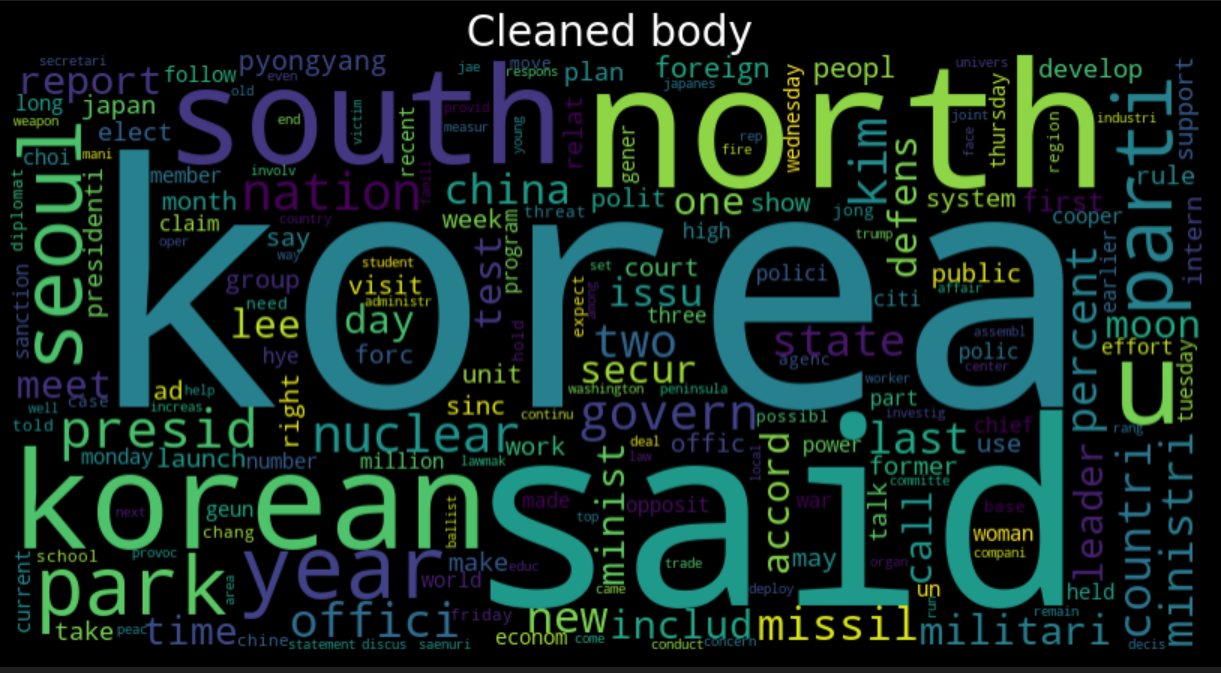 Cleaned body
secretari
report
follow
pyongyang
even
old
jae
move
respons
plan
foreign
japanes
peopl
univers
develop
long
japan
weapon
elect
south
end
victim
recent
provid
measur
young
relat
north
gener
rep
fire
wednesday
kim
joint
face
thursday
region
industri
parti
support
seoul
choi
mani
diplomat
presidenti
member
month
claim
oper
involv
nation
country
famili
china
week
threat
program
polit
one
show
high
jong
trump
defens
system
first
cooper
rule
intern
earlier
korea
say
way
group
need
hye
student
visit
administr
day
forc
lee
test
hold
expect
among
set
court
issu
three
two
secur
washington
peninsula
polici
citi
state
agenc
public
affair
assembl
polic
center
worker
percent
moon
effort
u
tuesday
sanction
meet
case
well
told
ad
help
increas
right
unit
sinc
continu
govern
possibl
part
investig
chief
rang
presid
monday
launch
number
nuclear
million
lawmak
work
deal
law
offic
local
accord
power
last
use
former
committe
korean
next
geun
chang
ballist
said
made
top
minist
opposit
war
talk
call
base
woman
compani
leader
countri
ministri
school
provoc
current
park
area
year
world
make
educ
trade
came
may
deploy
organ
un
run
held
remain
take
peac
time
chine
offici
statement
discus
saenuri
friday
econom
new
come
includ
conduct
concern
missil
militari
decis